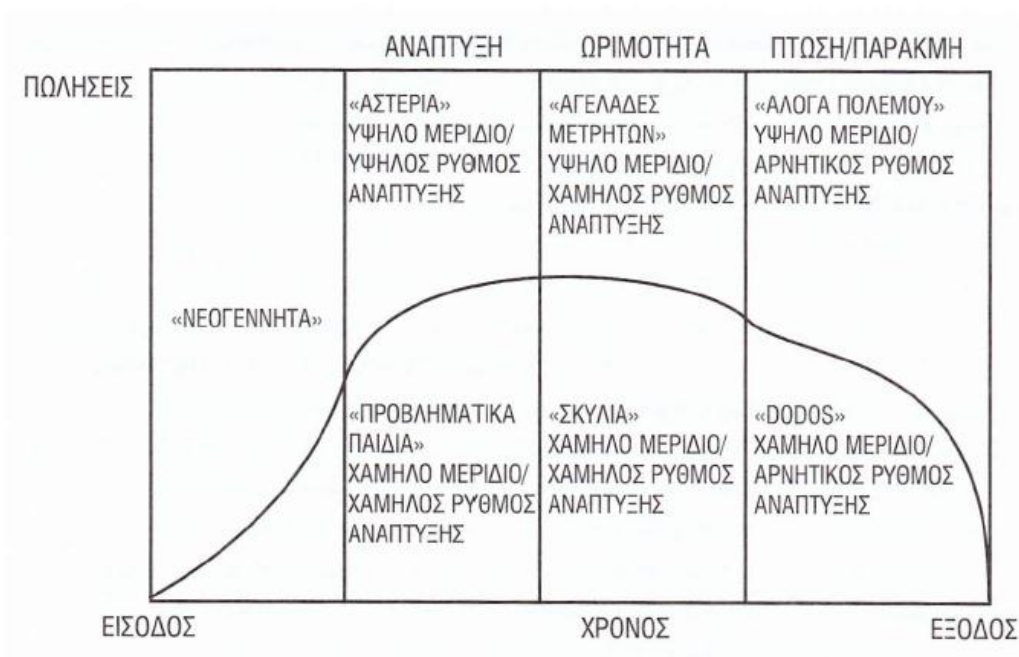 ΑΝΑΠΤΥΞΗ
ΩΡΙΜΟΤΗΤΑ
ΠΤΩΣΗ/ΠΑΡΑΚΜΗ
ΠΩΛΗΣΕΙΣ
«ΝΕΟΓΕΝΝΗΤΑ»
«ΑΣΤΕΡΙΑ»
ΥΨΗΛΟ ΜΕΡΙΔΙΟ/
ΥΨΗΛΟΣ ΡΥΘΜΟΣ
ΑΝΑΠΤΥΞΗΣ
«ΑΓΕΛΑΔΕΣ
ΜΕΤΡΗΤΩΝ»
ΥΨΗΛΟ ΜΕΡΙΔΙΟ/
ΧΑΜΗΛΟΣ ΡΥΘΜΟΣ
ΑΝΑΠΤΥΞΗΣ
«ΑΛΟΓΑ ΠΟΛΕΜΟΥ»
ΥΨΗΛΟ ΜΕΡΙΔΙΟ/
ΑΡΝΗΤΙΚΟΣ ΡΥΘΜΟΣ
ΑΝΑΠΤΥΞΗΣ
«ΠΡΟΒΛΗΜΑΤΙΚΑ
ΠΑΙΔΙΑ»
ΧΑΜΗΛΟ ΜΕΡΙΔΙΟ/
ΧΑΜΗΛΟΣ ΡΥΘΜΟΣ
ΑΝΑΠΤΥΞΗΣ
«ΣΚΥΛΙΑ»
ΧΑΜΗΛΟ ΜΕΡΙΔΙΟ/
ΧΑΜΗΛΟΣ ΡΥΘΜΟΣ
ΑΝΑΠΤΥΞΗΣ
«DODOS»
ΧΑΜΗΛΟ ΜΕΡΙΔΙΟ/
ΑΡΝΗΤΙΚΟΣ ΡΥΘΜΟΣ
ΑΝΑΠΤΥΞΗΣ
ΕΙΣΟΔΟΣ
ΧΡΟΝΟΣ
ΕΞΟΔΟΣ